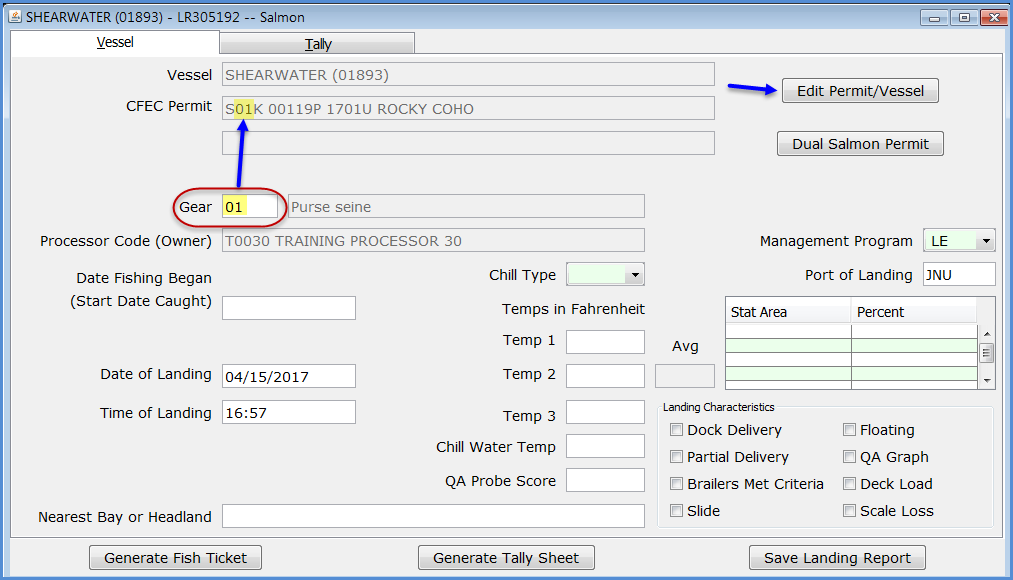 SHEARWATER (01893) - LR305192 -- Salmon
Vessel
Tally
Vessel SHEARWATER (01893)
Edit Permit/Vessel
CFEC Permit S01K 00119P 1701U ROCKY COHO
Dual Salmon Permit
Gear 01 Purse seine
Processor Code (Owner) T0030 TRAINING PROCESSOR 30
Management Program LE
Date Fishing Began
(Start Date Caught)
Chill Type
Port of Landing JNU
Temps in Fahrenheit
Stat Area Percent
Temp 1
Avg
Date of Landing 04/15/2017
Temp 2
Time of Landing 16:57
Temp 3
Chill Water Temp
QA Probe Score
Landing Characteristics
Dock Delivery Floating
Partial Delivery QA Graph
Brailers Met Criteria Deck Load
Slide Scale Loss
Nearest Bay or Headland
Generate Fish Ticket
Generate Tally Sheet
Save Landing Report